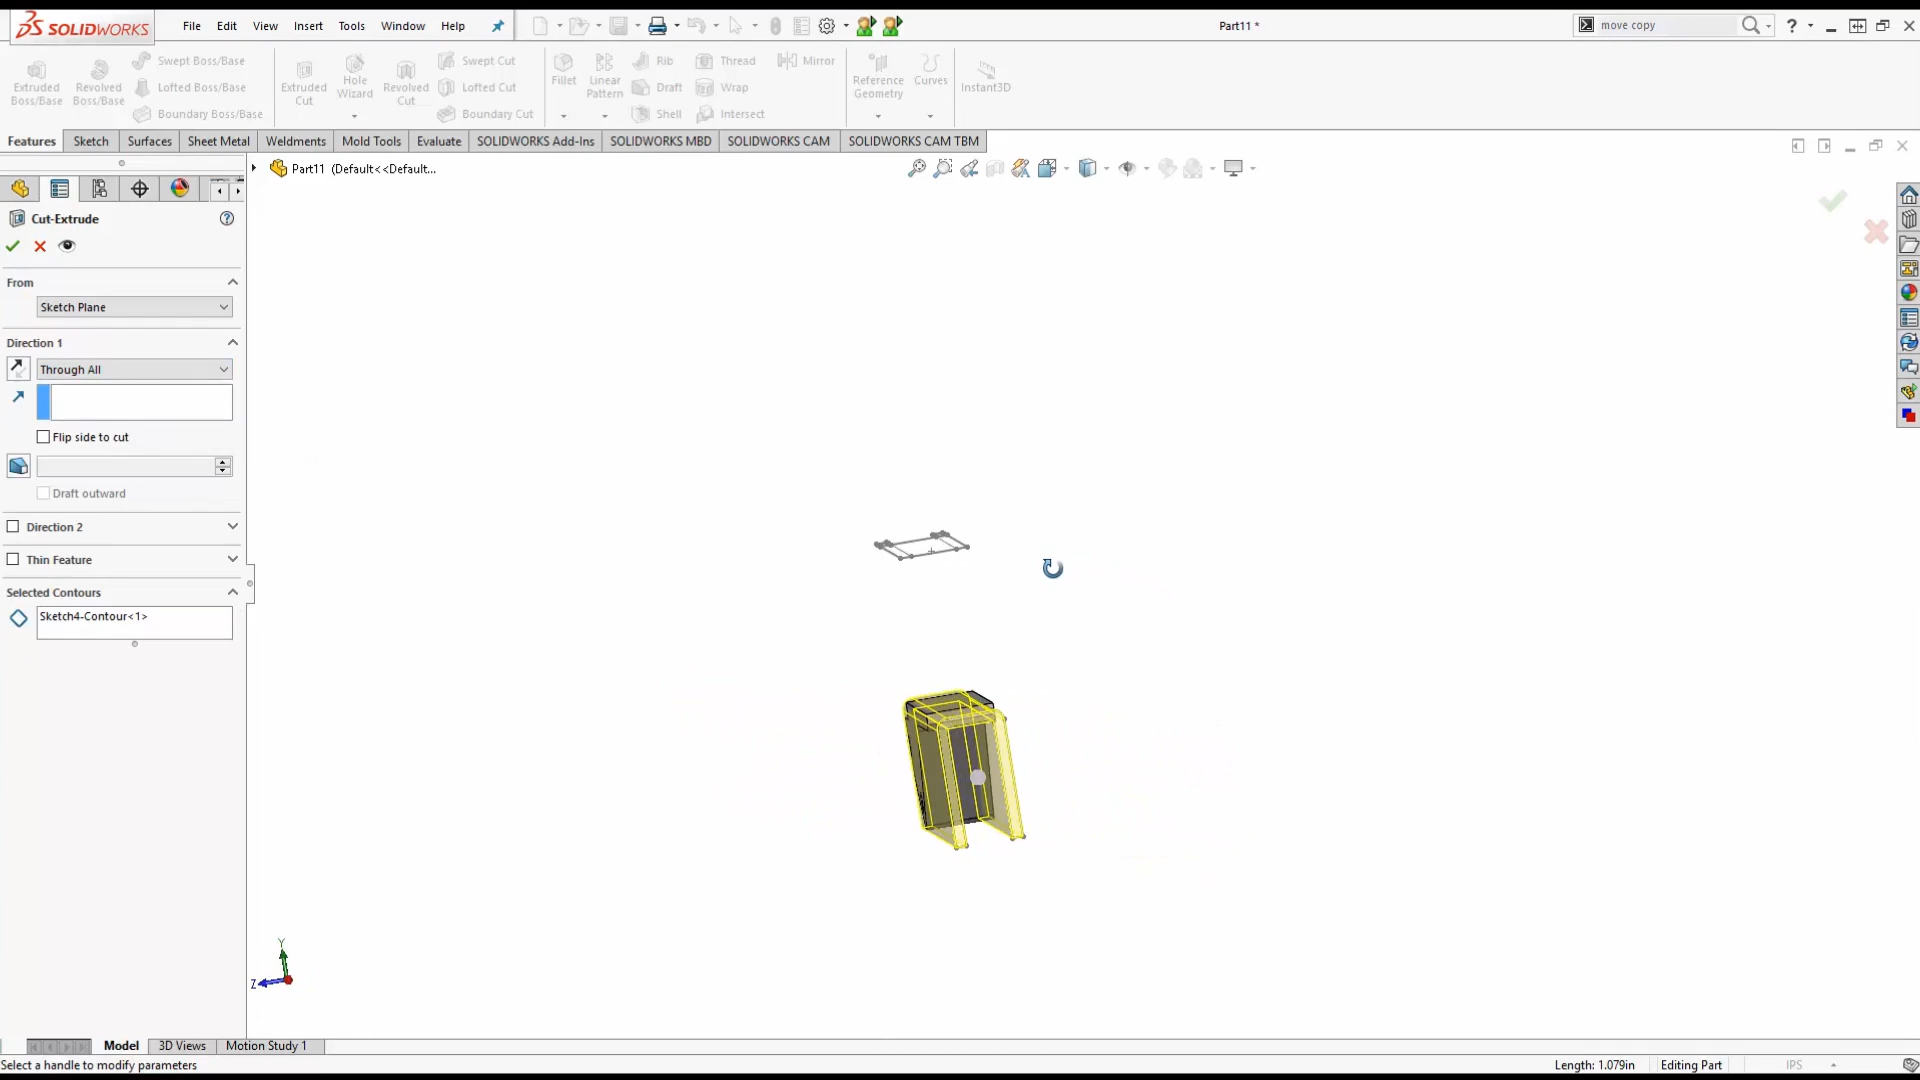 SOLIDWORKS File Edit View Insert Tools Window Help Part11 * move copy ?
Extruded Boss/Base
Revolved Boss/Base
Swept Boss/Base
Lofted Boss/Base
Boundary Boss/Base
Extruded Cut
Hole Wizard
Revolved Cut
Swept Cut
Lofted Cut
Boundary Cut
Fillet
Linear Pattern
Rib
Draft
Shell
Thread
Wrap
Intersect
Mirror
Reference Geometry
Curves
Instant3D
Features Sketch Surfaces Sheet Metal Weldments Mold Tools Evaluate SOLIDWORKS Add-Ins SOLIDWORKS MBD SOLIDWORKS CAM SOLIDWORKS CAM TBM
Part11 (Default<<Default...
Cut-Extrude
From
Sketch Plane
Direction 1
Through All
Flip side to cut
Draft outward
Direction 2
Thin Feature
Selected Contours
Sketch4-Contour<1>
Y
Z
Model 3D Views Motion Study 1
Select a handle to modify parameters Length: 1.079in Editing Part IPS